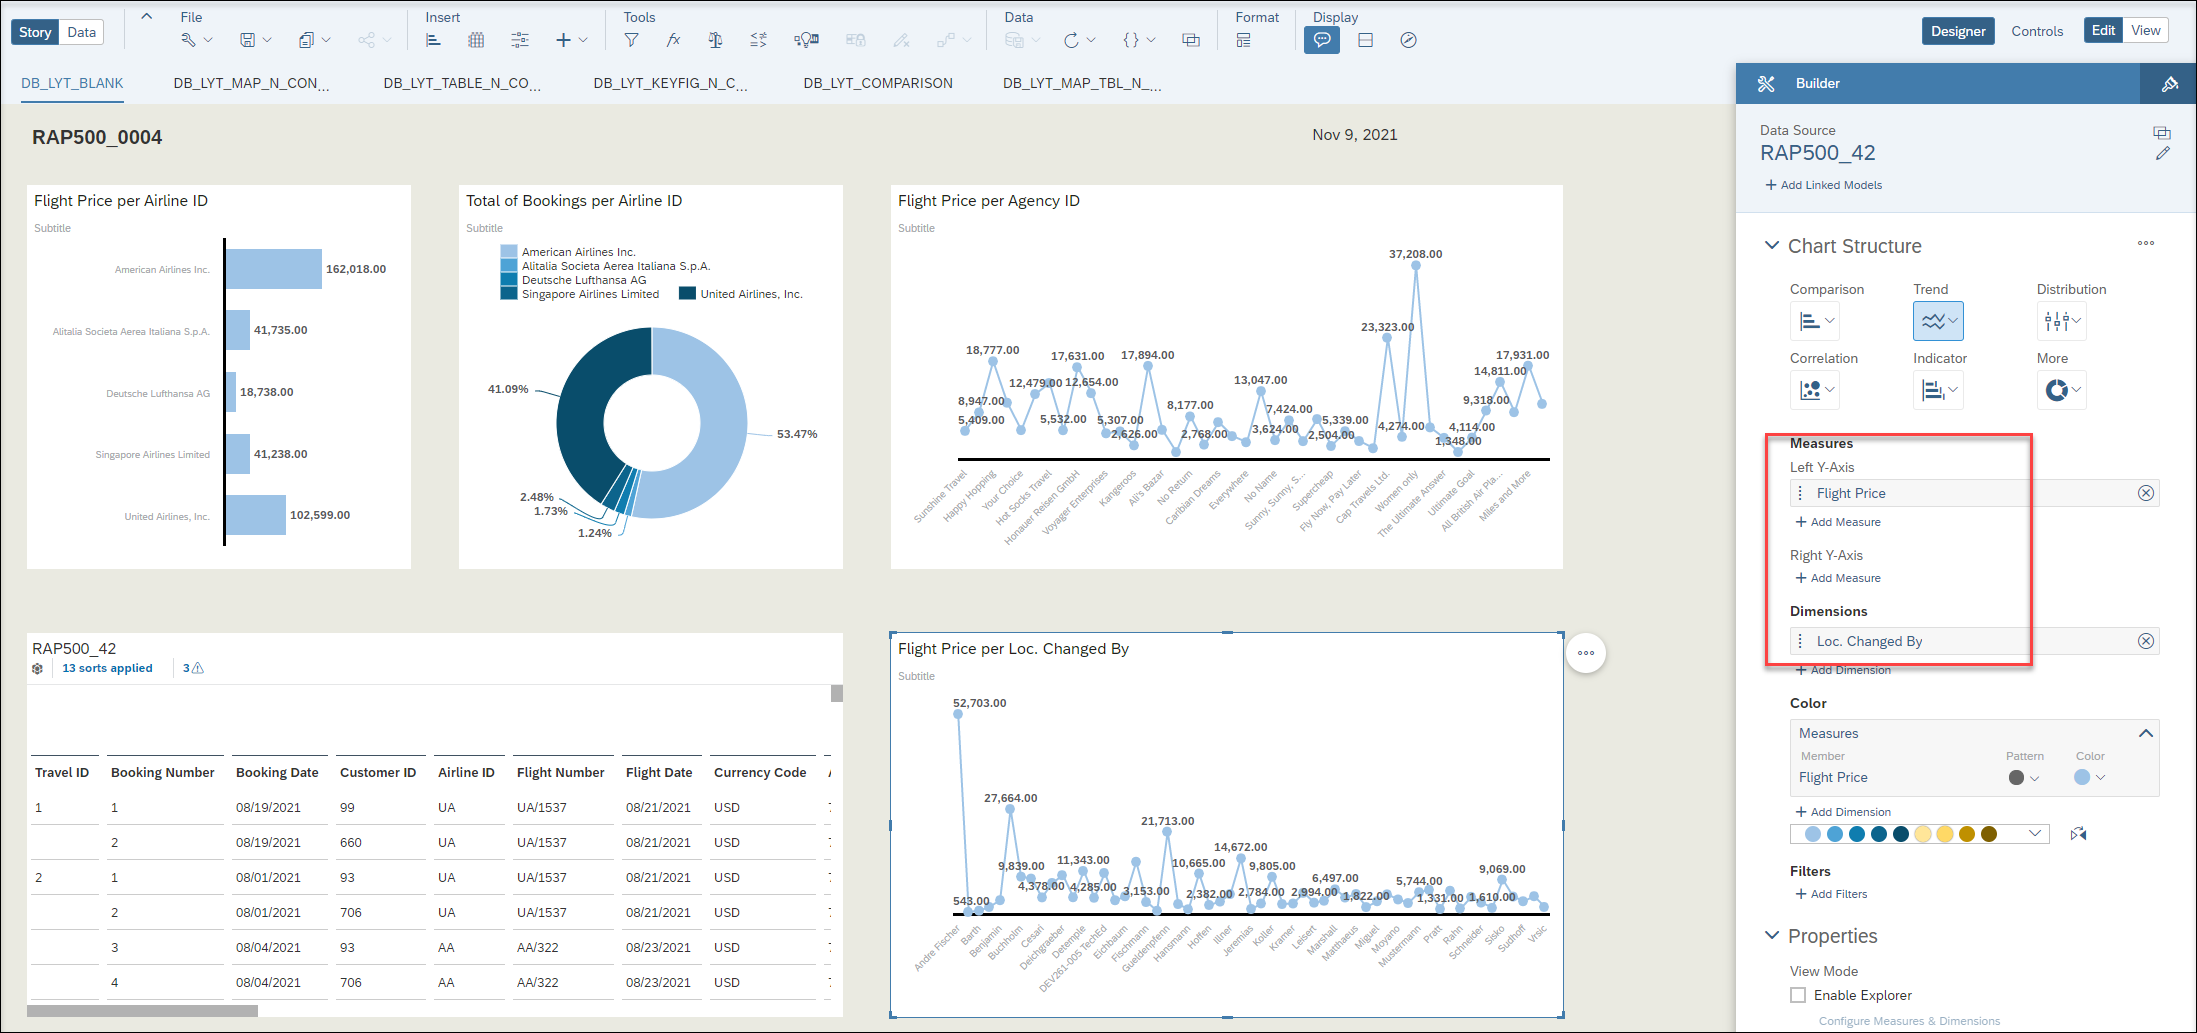 Story
Data
File
Insert
Tools
Data
Format
Display
Designer
Controls
Edit
View
DB_LYT_BLANK
DB_LYT_MAP_N_CON...
DB_LYT_TABLE_N_CO...
DB_LYT_KEYFIG_N_C...
DB_LYT_COMPARISON
DB_LYT_MAP_TBL_N_...
RAP500_0004
Nov 9, 2021
Flight Price per Airline ID
Subtitle
American Airlines Inc.
162,018.00
Alitalia Societa Aerea Italiana S.p.A.
41,735.00
Deutsche Lufthansa AG
18,738.00
Singapore Airlines Limited
41,238.00
United Airlines, Inc.
102,599.00
Total of Bookings per Airline ID
Subtitle
American Airlines Inc.
Alitalia Societa Aerea Italiana S.p.A.
Deutsche Lufthansa AG
Singapore Airlines Limited
United Airlines, Inc.
41.09%
53.47%
2.48%
1.73%
1.24%
Flight Price per Agency ID
Subtitle
37,208.00
23,323.00
18,777.00
17,631.00
17,894.00
17,931.00
12,479.00
12,654.00
13,047.00
14,811.00
8,947.00
8,177.00
7,424.00
9,318.00
5,409.00
5,532.00
5,307.00
2,626.00
2,768.00
3,624.00
5,339.00
2,504.00
4,274.00
4,114.00
1,348.00
Sunshine Travel
Happy Hopping
Your Choice
Hot Socks Travel
Honauer Reisen GmbH
Voyager Enterprises
Kangeroos
Ali's Bazar
No Return
Caribian Dreams
Everywhere
No Name
Sunny, Sunny, S...
Supercheap
Fly Now, Pay Later
Cap Travels Ltd.
Women only
The Ultimate Answer
Ultimate Goal
All British Air Pla...
Miles and More
RAP500_42
13 sorts applied
3
Travel ID Booking Number Booking Date Customer ID Airline ID Flight Number Flight Date Currency Code
1 1 08/19/2021 99 UA UA/1537 08/21/2021 USD
2 08/19/2021 660 UA UA/1537 08/21/2021 USD
2 1 08/01/2021 93 UA UA/1537 08/21/2021 USD
2 08/01/2021 706 UA UA/1537 08/21/2021 USD
3 08/04/2021 93 AA AA/322 08/23/2021 USD
4 08/04/2021 706 AA AA/322 08/23/2021 USD
Flight Price per Loc. Changed By
Subtitle
52,703.00
27,664.00
21,713.00
14,672.00
9,839.00
11,343.00
10,665.00
9,805.00
9,069.00
4,378.00
4,285.00
3,153.00
2,382.00
2,784.00
6,497.00
2,994.00
1,822.00
5,744.00
1,331.00
1,610.00
543.00
Andre Fischer
Barth
Benjamin
Buchholm
Cesari
Deichgraeber
Detemple
DEV261-005 TechEd
Eichbaum
Fischmann
Gueldenpfenn
Hansmann
Hoffen
Illner
Jeremias
Koller
Kramer
Leisert
Marshall
Matthaeus
Miguel
Moyano
Mustermann
Pratt
Rahn
Schneider
Sisko
Sudhoff
Vrsic
Builder
Data Source
RAP500_42
Add Linked Models
Chart Structure
Comparison
Trend
Distribution
Correlation
Indicator
More
Measures
Left Y-Axis
Flight Price
Add Measure
Right Y-Axis
Add Measure
Dimensions
Loc. Changed By
Add Dimension
Color
Measures
Member
Pattern
Color
Flight Price
Add Dimension
Filters
Add Filters
Properties
View Mode
Enable Explorer
Configure Measures & Dimensions